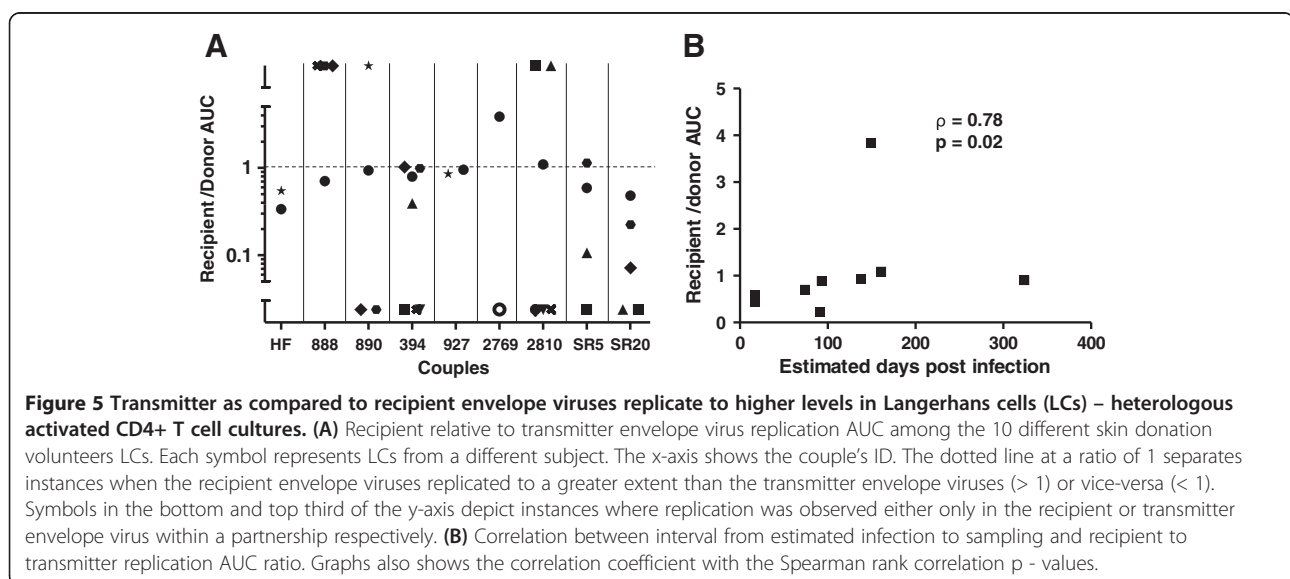 A
B
Recipient /Donor AUC
1
0.1
HF 888 890 394 927 2769 2810 SR5 SR20
Couples
Recipient /donor AUC
5
4
3
2
1
0
ρ = 0.78
p = 0.02
0 100 200 300 400
Estimated days post infection
Figure 5 Transmitter as compared to recipient envelope viruses replicate to higher levels in Langerhans cells (LCs) – heterologous
activated CD4+ T cell cultures. (A) Recipient relative to transmitter envelope virus replication AUC among the 10 different skin donation
volunteers LCs. Each symbol represents LCs from a different subject. The x-axis shows the couple's ID. The dotted line at a ratio of 1 separates
instances when the recipient envelope viruses replicated to a greater extent than the transmitter envelope viruses (> 1) or vice-versa (< 1).
Symbols in the bottom and top third of the y-axis depict instances where replication was observed either only in the recipient or transmitter
envelope virus within a partnership respectively. (B) Correlation between interval from estimated infection to sampling and recipient to
transmitter replication AUC ratio. Graphs also shows the correlation coefficient with the Spearman rank correlation p - values.